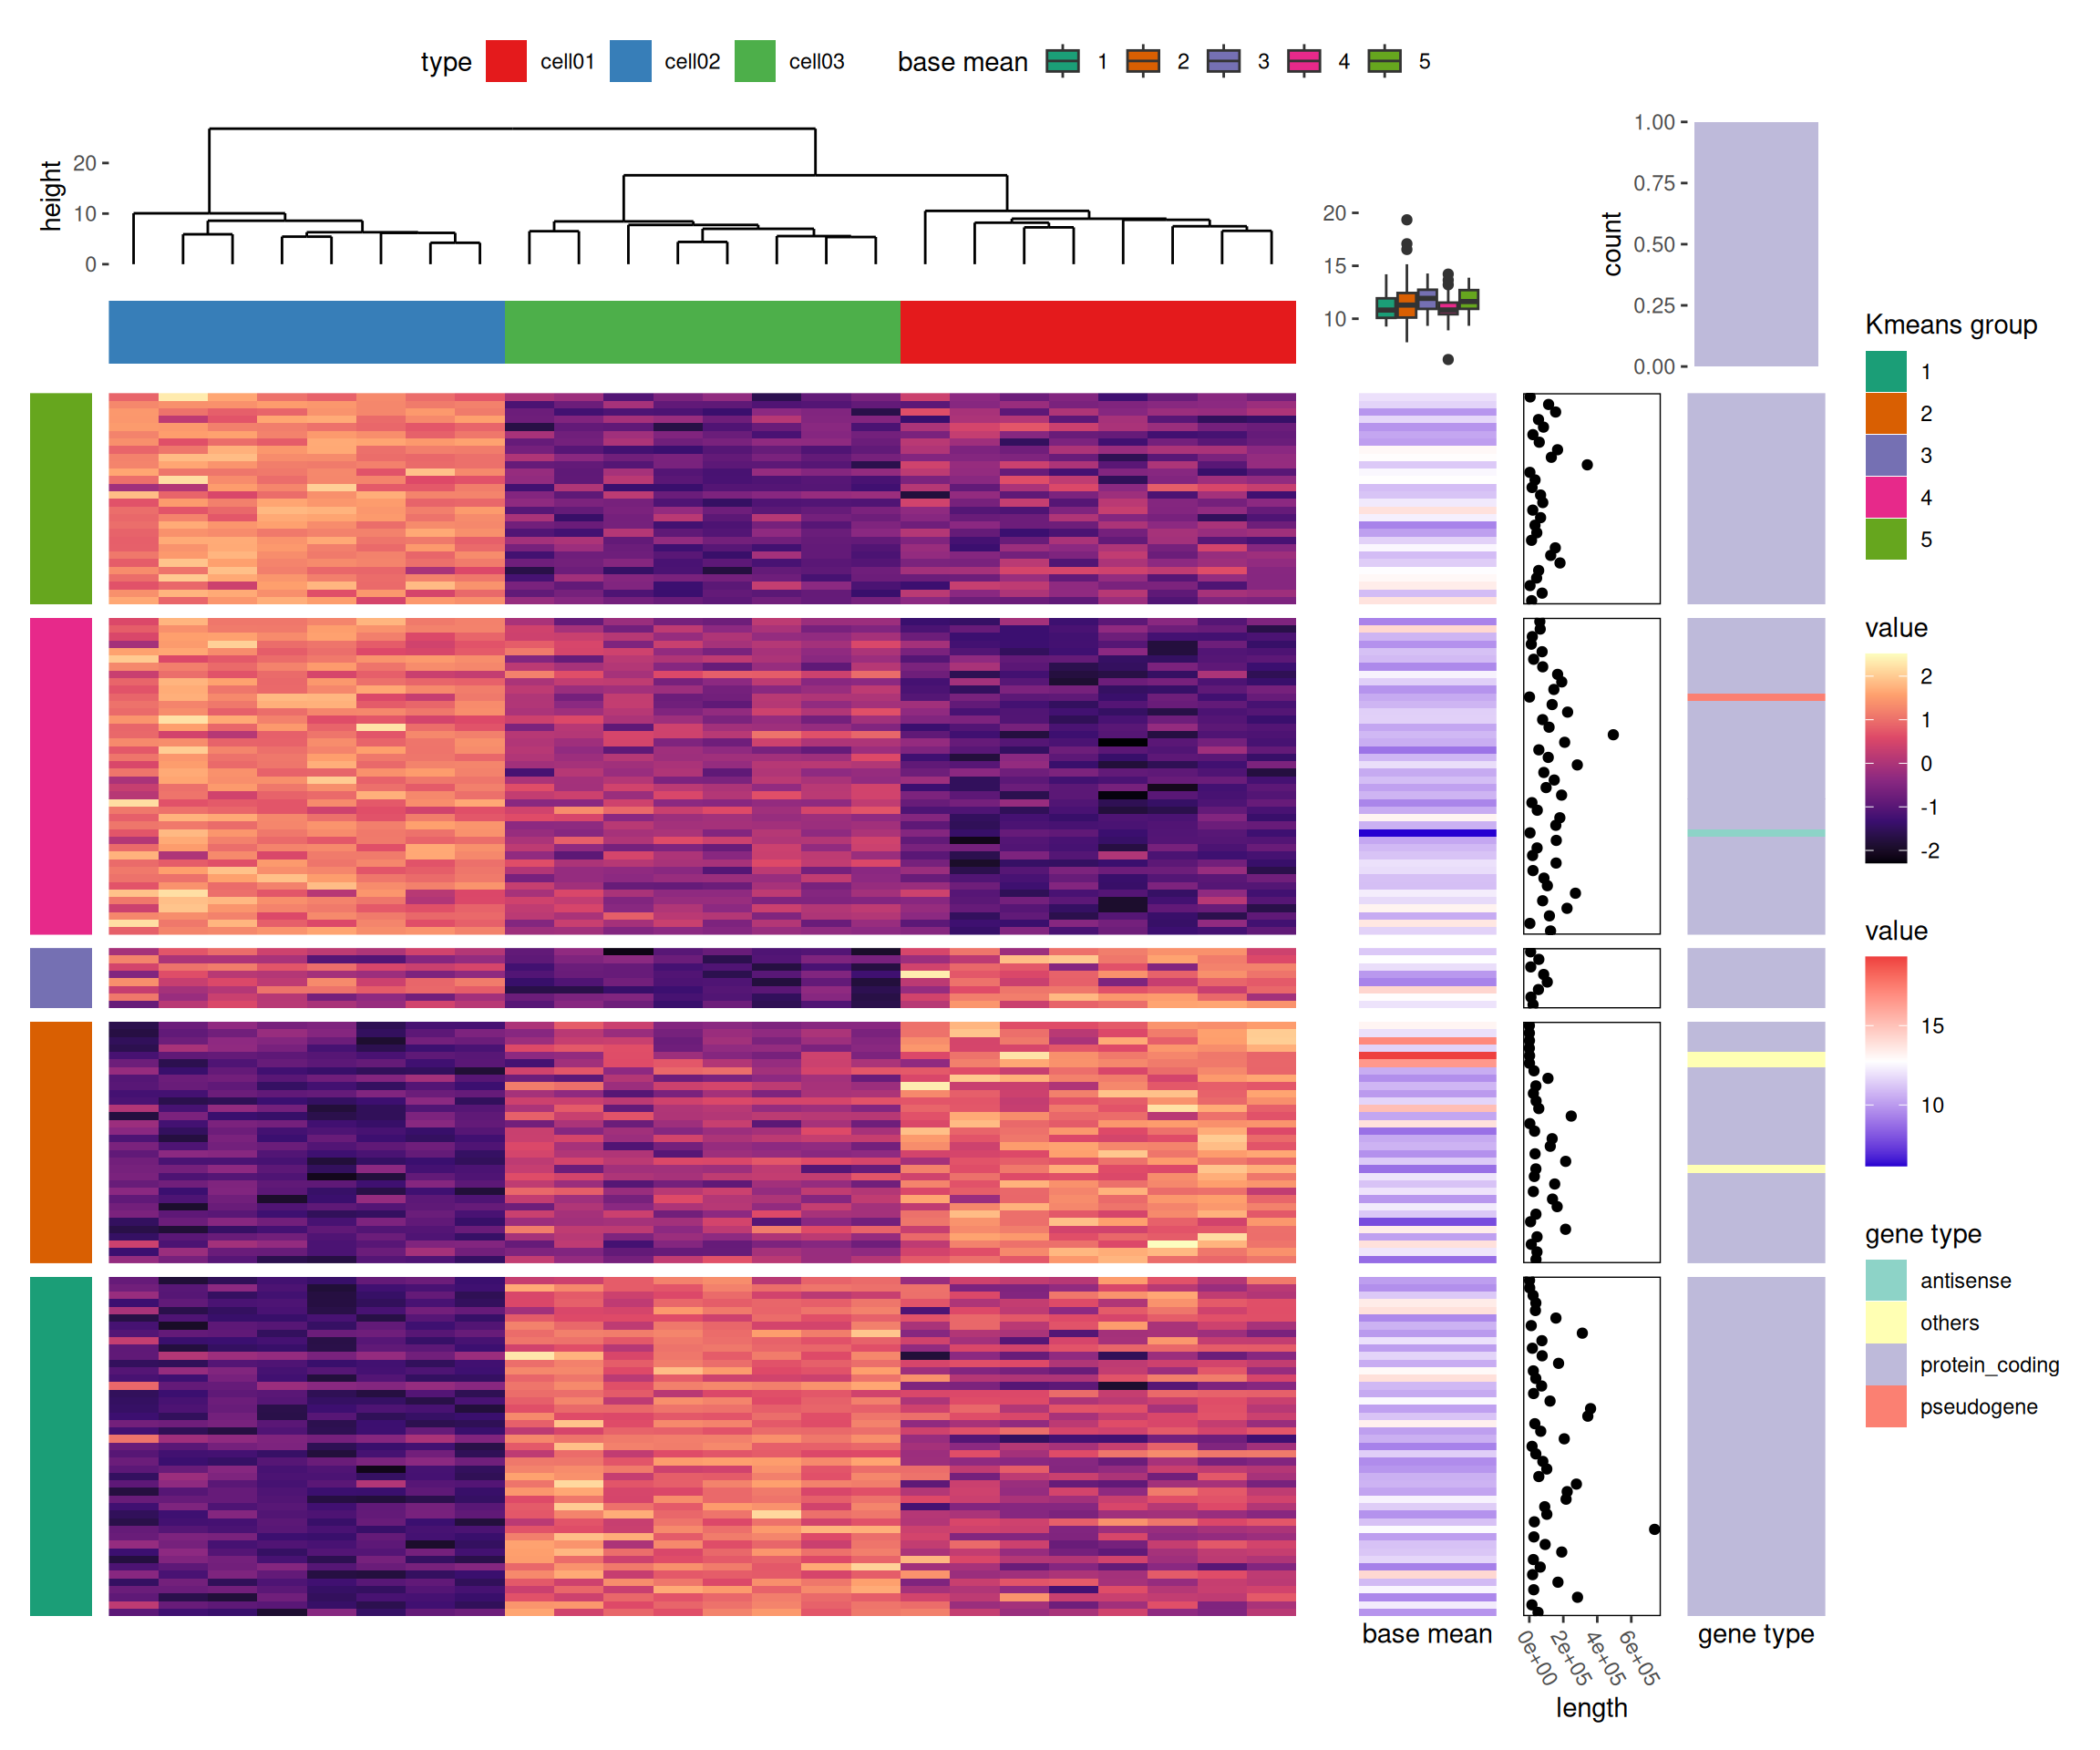 type cell01 cell02 cell03 base mean 1 2 3 4 5
height
20
10
0
20
15
10
count
1.00
0.75
0.50
0.25
0.00
Kmeans group
1
2
3
4
5
value
2
1
0
-1
-2
value
15
10
gene type
antisense
others
protein_coding
pseudogene
base mean
0e+00
2e+05
4e+05
6e+05
length
gene type